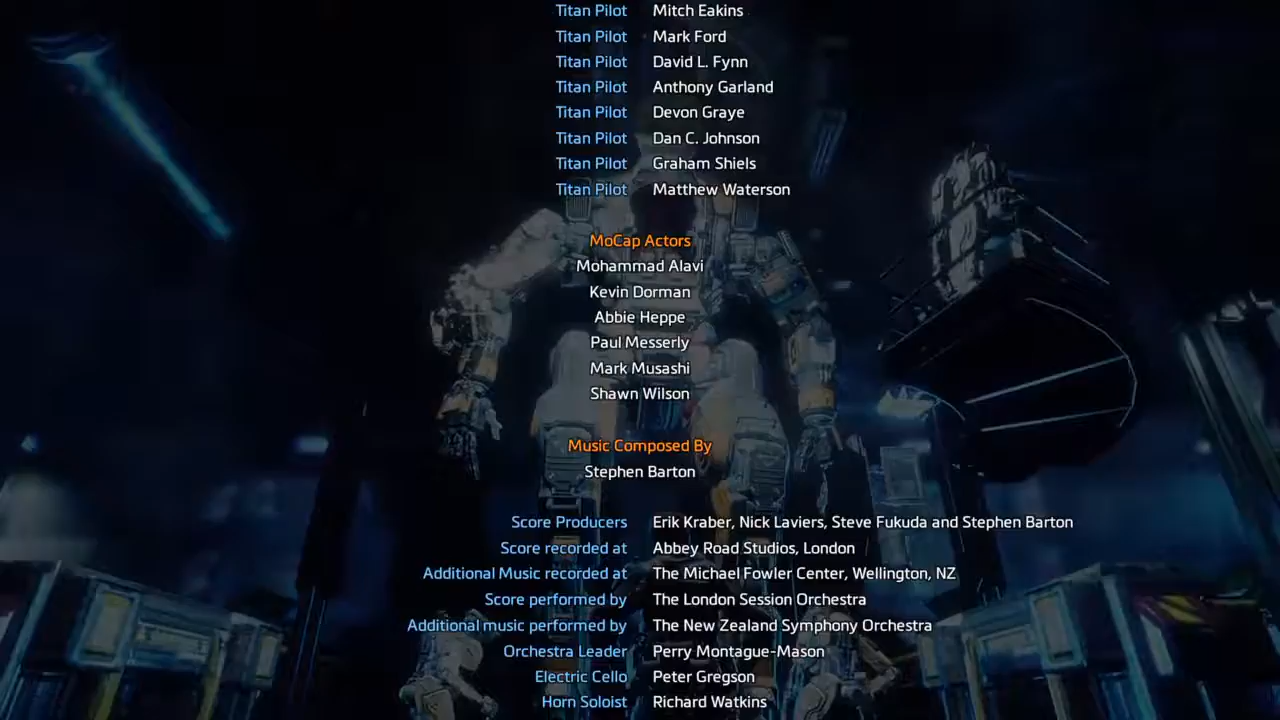 Titan Pilot Mitch Eakins
Titan Pilot Mark Ford
Titan Pilot David L. Fynn
Titan Pilot Anthony Garland
Titan Pilot Devon Graye
Titan Pilot Dan C. Johnson
Titan Pilot Graham Shiels
Titan Pilot Matthew Waterson
MoCap Actors
Mohammad Alavi
Kevin Dorman
Abbie Heppe
Paul Messerly
Mark Musashi
Shawn Wilson
Music Composed By
Stephen Barton
Score Producers Erik Kraber, Nick Laviers, Steve Fukuda and Stephen Barton
Score recorded at Abbey Road Studios, London
Additional Music recorded at The Michael Fowler Center, Wellington, NZ
Score performed by The London Session Orchestra
Additional music performed by The New Zealand Symphony Orchestra
Orchestra Leader Perry Montague-Mason
Electric Cello Peter Gregson
Horn Soloist Richard Watkins